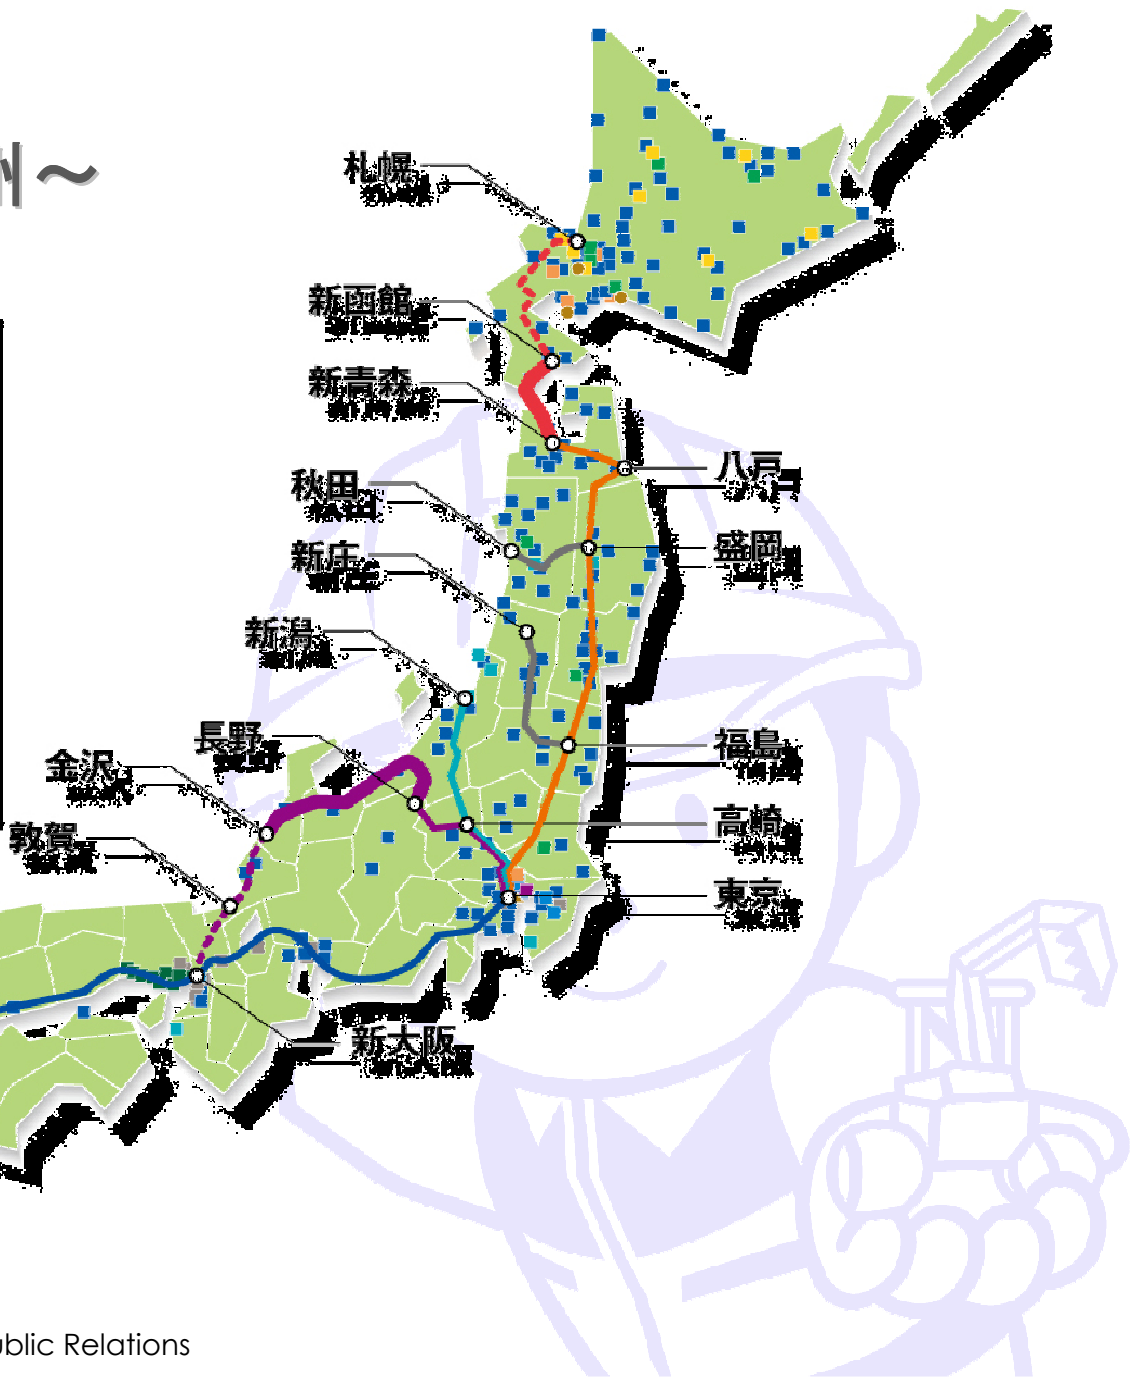 州～
札幌
新函館
新青森
八戸
秋田
盛岡
新庄
新潟
長野
福島
金沢
高崎
敦賀
東京
新大阪
ublic Relations